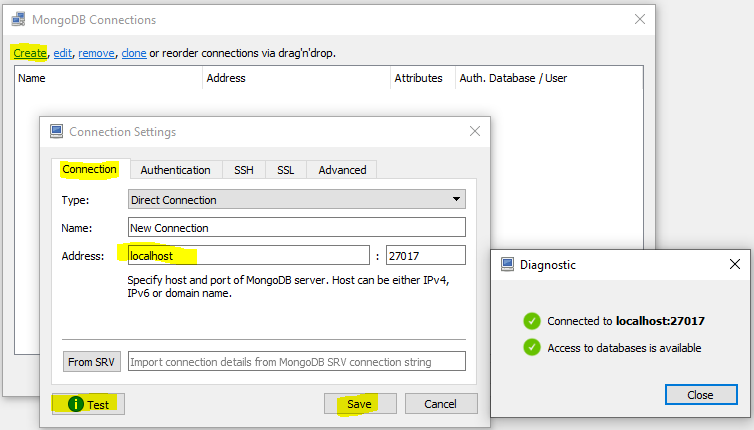 MongoDB Connections
Create, edit, remove, clone or reorder connections via drag'n'drop.
Name Address Attributes Auth. Database / User
Connection Settings
Connection Authentication SSH SSL Advanced
Type: Direct Connection
Name: New Connection
Address: localhost : 27017
Specify host and port of MongoDB server. Host can be either IPv4,
IPv6 or domain name.
From SRV Import connection details from MongoDB SRV connection string
Test Save Cancel
Diagnostic
Connected to localhost:27017
Access to databases is available
Close